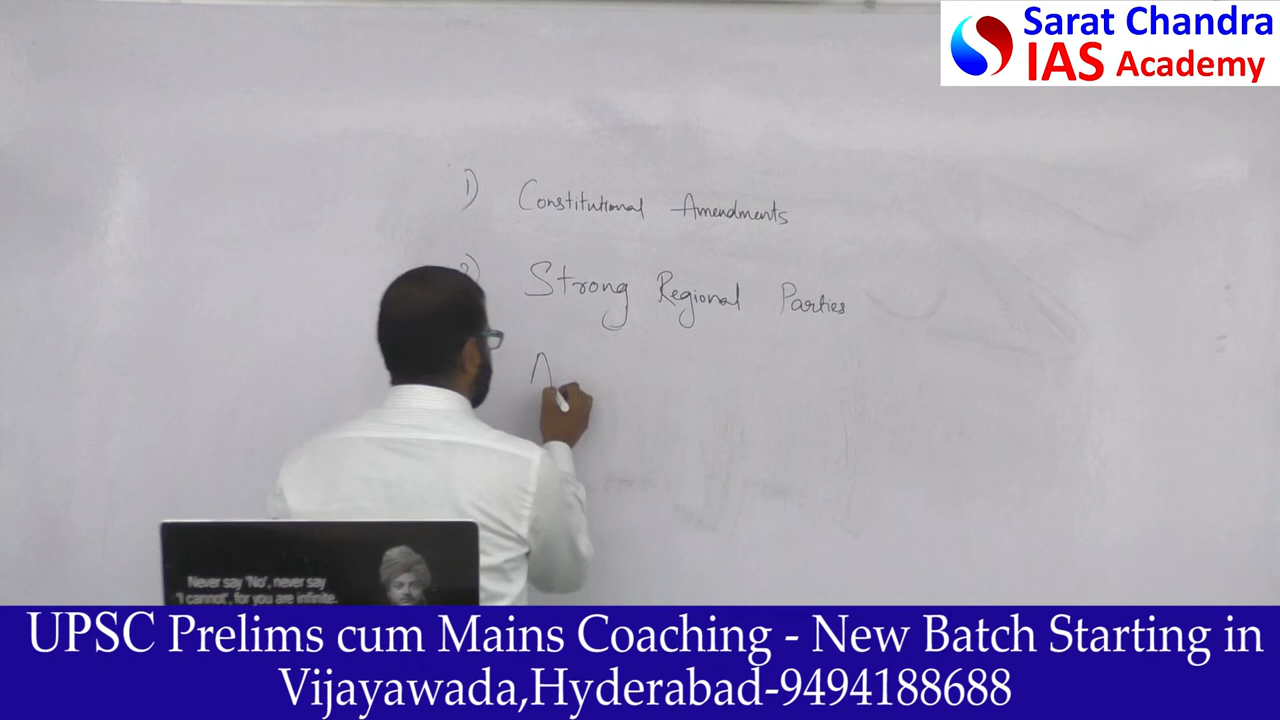 Sarat Chandra
IAS Academy
1) Constitutional Amendments
2) Strong Regional Parties
Never say 'No', never say
'I cannot', for you are infinite.
UPSC Prelims cum Mains Coaching - New Batch Starting in
Vijayawada,Hyderabad-9494188688